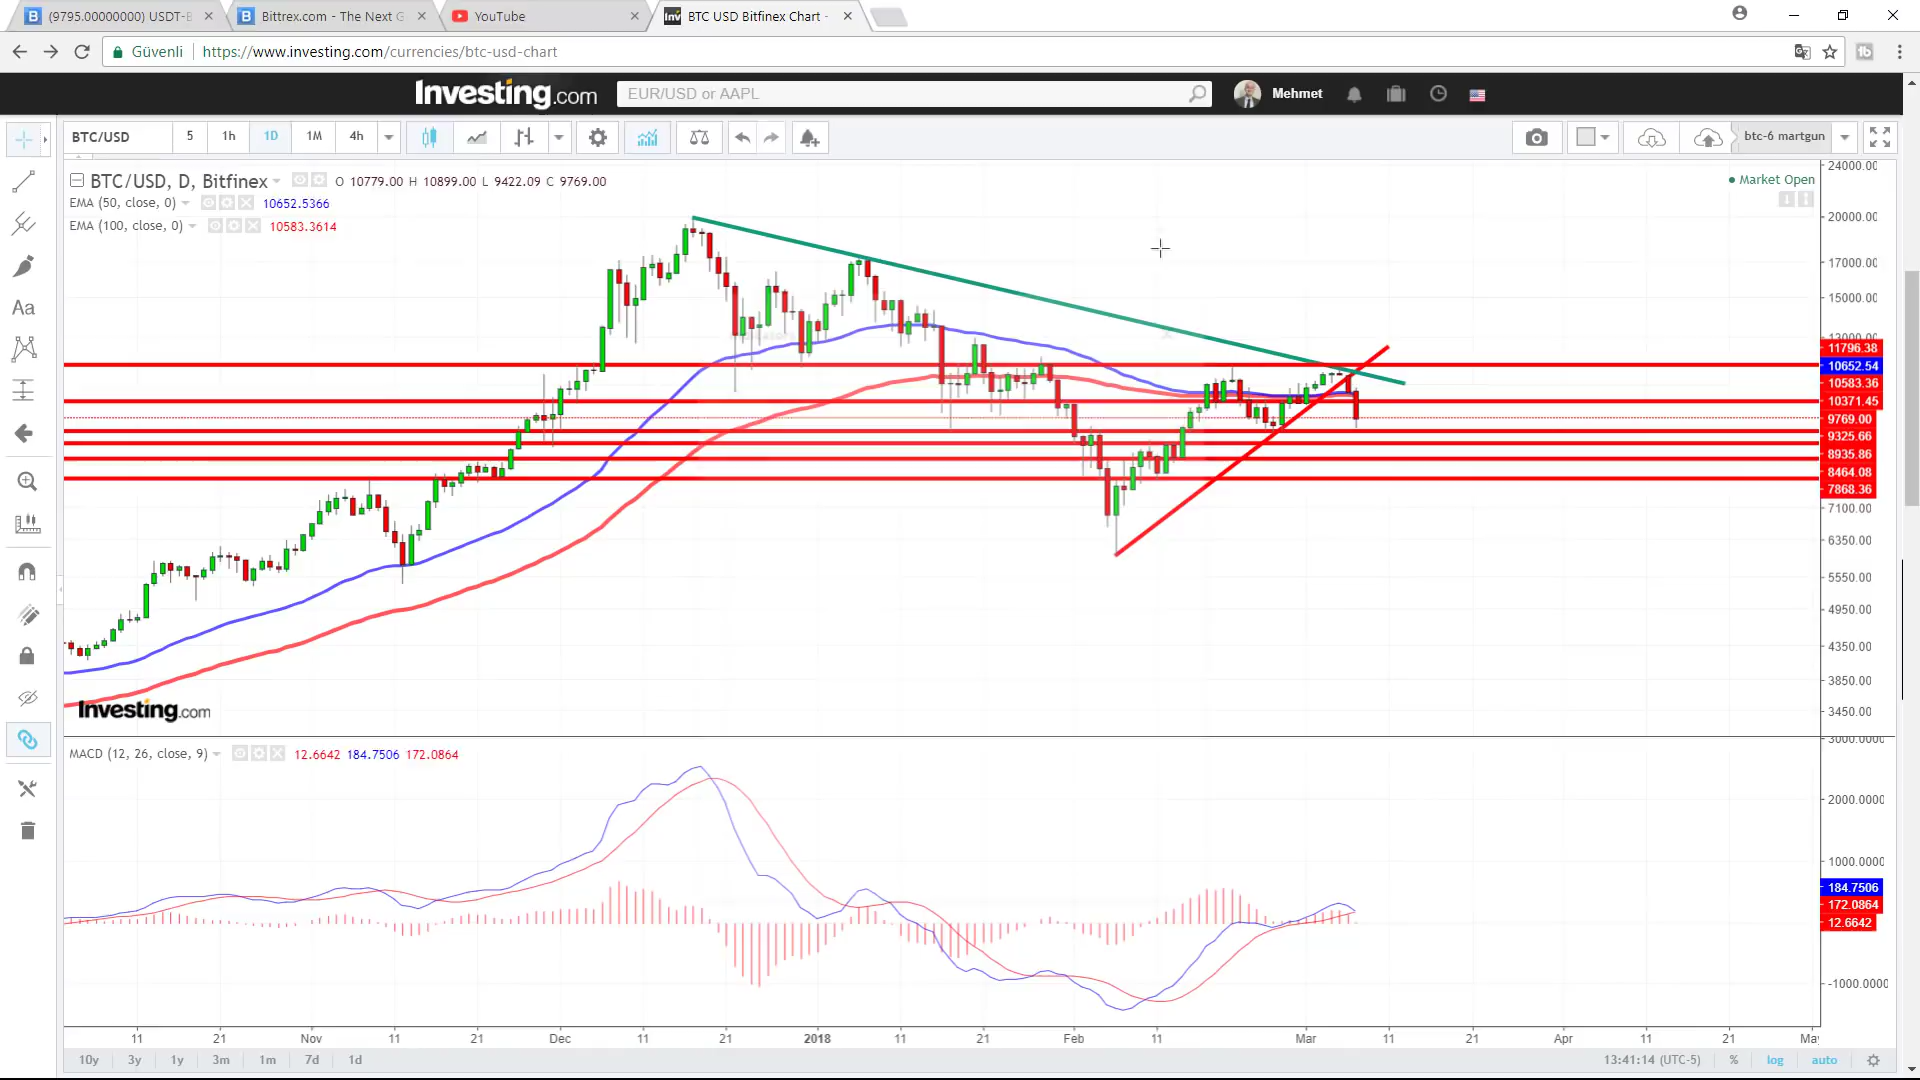 (9795.00000000) USDT-B
Bittrex.com - The Next G
YouTube
BTC USD Bitfinex Chart -
Güvenli
https://www.investing.com/currencies/btc-usd-chart
Investing.com
EUR/USD or AAPL
Mehmet
BTC/USD
5
1h
1D
1M
4h
btc-6 martgun
BTC/USD, D, Bitfinex
O 10779.00 H 10899.00 L 9422.09 C 9769.00
Market Open
EMA (50, close, 0)
10652.5366
EMA (100, close, 0)
10583.3614
24000.00
20000.00
17000.00
15000.00
13000.00
11796.38
10652.54
10583.36
10371.45
9769.00
9325.66
8935.86
8464.08
7868.36
7100.00
6350.00
5550.00
4950.00
4350.00
3850.00
3450.00
Investing.com
MACD (12, 26, close, 9)
12.6642 184.7506 172.0864
3000.0000
2000.0000
1000.0000
184.7506
172.0864
12.6642
-1000.0000
11 21 Nov 11 21 Dec 11 21 2018 11 21 Feb 11 Mar 11 21 Apr 11 21 May
10y 3y 1y 3m 1m 7d 1d
13:41:14 (UTC-5) % log auto